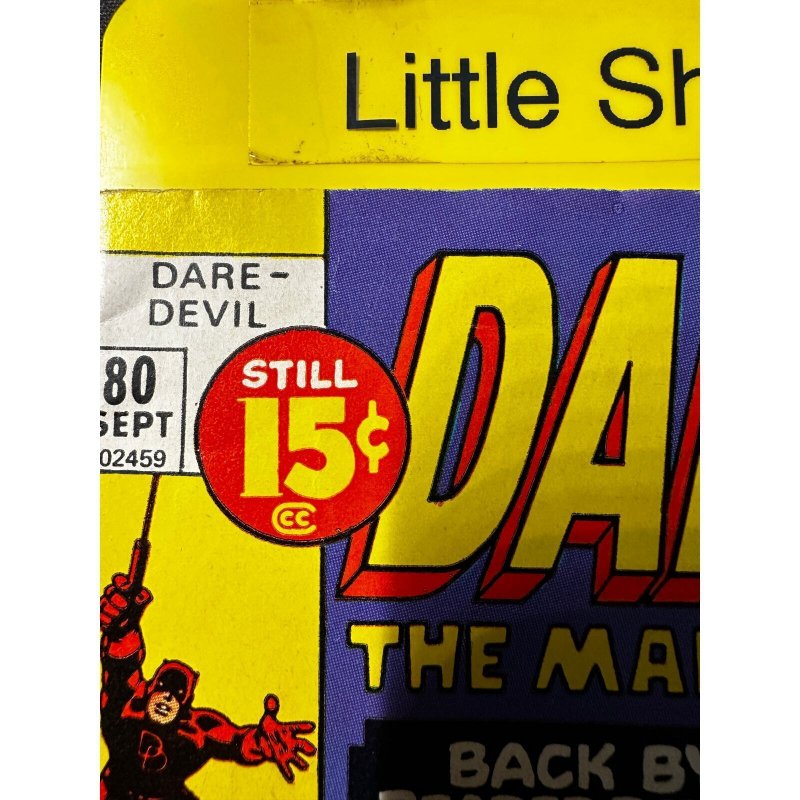 Little Sh
DARE-
DEVIL
80
SEPT
02459
STILL
15¢
CC
DA
THE MA
BACK BY